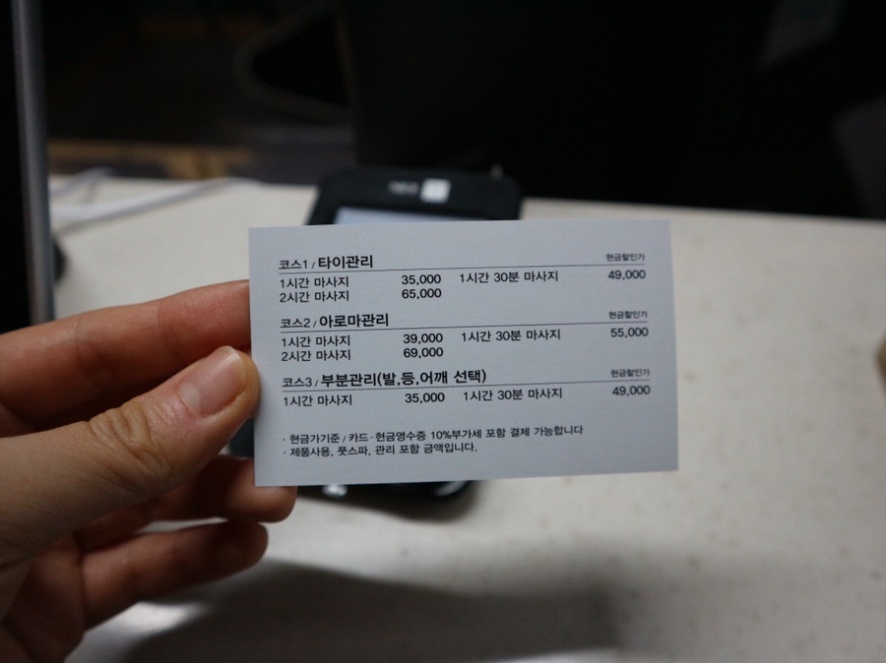 코스1 / 타이관리 현금할인가
1시간 마사지 35,000 1시간 30분 마사지 49,000
2시간 마사지 65,000
코스2 / 아로마관리 현금할인가
1시간 마사지 39,000 1시간 30분 마사지 55,000
2시간 마사지 69,000
코스3 / 부분관리(발,등,어깨 선택) 현금할인가
1시간 마사지 35,000 1시간 30분 마사지 49,000
· 현금가기준 / 카드·현금영수증 10%부가세 포함 결제 가능합니다
· 제품사용, 풋스파, 관리 포함 금액입니다.